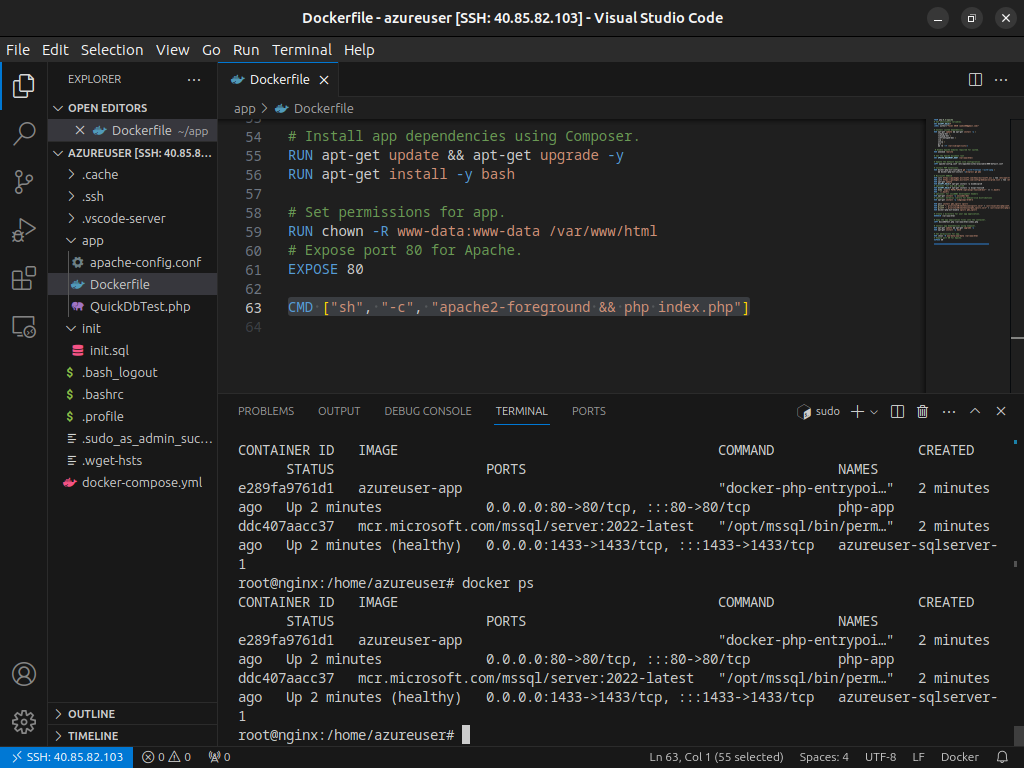 Dockerfile - azureuser [SSH: 40.85.82.103] - Visual Studio Code
File Edit Selection View Go Run Terminal Help
EXPLORER
OPEN EDITORS
Dockerfile ~/app
AZUREUSER [SSH: 40.85.8...
.cache
.ssh
.vscode-server
app
apache-config.conf
Dockerfile
QuickDbTest.php
init
init.sql
.bash_logout
.bashrc
.profile
.sudo_as_admin_suc...
.wget-hsts
docker-compose.yml
OUTLINE
TIMELINE
Dockerfile
app > Dockerfile
53
54 # Install app dependencies using Composer.
55 RUN apt-get update && apt-get upgrade -y
56 RUN apt-get install -y bash
57
58 # Set permissions for app.
59 RUN chown -R www-data:www-data /var/www/html
60 # Expose port 80 for Apache.
61 EXPOSE 80
62
63 CMD ["sh", "-c", "apache2-foreground && php index.php"]
64
PROBLEMS OUTPUT DEBUG CONSOLE TERMINAL PORTS
sudo
CONTAINER ID IMAGE COMMAND CREATED
STATUS PORTS NAMES
e289fa9761d1 azureuser-app "docker-php-entrypoi…" 2 minutes
ago Up 2 minutes 0.0.0.0:80->80/tcp, :::80->80/tcp php-app
ddc407aacc37 mcr.microsoft.com/mssql/server:2022-latest "/opt/mssql/bin/perm…" 2 minutes
ago Up 2 minutes (healthy) 0.0.0.0:1433->1433/tcp, :::1433->1433/tcp azureuser-sqlserver-
1
root@nginx:/home/azureuser# docker ps
CONTAINER ID IMAGE COMMAND CREATED
STATUS PORTS NAMES
e289fa9761d1 azureuser-app "docker-php-entrypoi…" 2 minutes
ago Up 2 minutes 0.0.0.0:80->80/tcp, :::80->80/tcp php-app
ddc407aacc37 mcr.microsoft.com/mssql/server:2022-latest "/opt/mssql/bin/perm…" 2 minutes
ago Up 2 minutes (healthy) 0.0.0.0:1433->1433/tcp, :::1433->1433/tcp azureuser-sqlserver-
1
root@nginx:/home/azureuser#
SSH: 40.85.82.103 0 0 0 Ln 63, Col 1 (55 selected) Spaces: 4 UTF-8 LF Docker